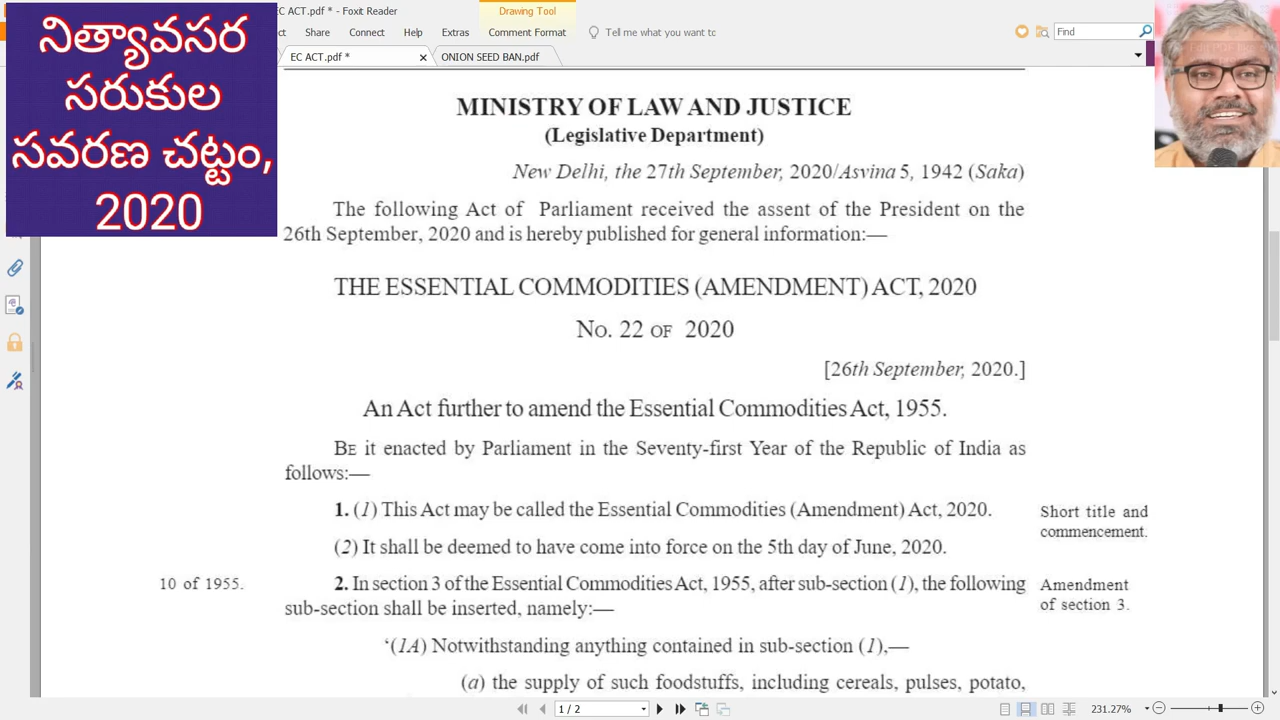 నిత్యావసర
సరుకుల
సవరణ చట్టం,
2020
EC ACT.pdf * - Foxit Reader
Drawing Tool
Share Connect Help Extras Comment Format Tell me what you want to Find
EC ACT.pdf * ONION SEED BAN.pdf
MINISTRY OF LAW AND JUSTICE
(Legislative Department)
New Delhi, the 27th September, 2020/Asvina 5, 1942 (Saka)
The following Act of Parliament received the assent of the President on the
26th September, 2020 and is hereby published for general information:—
THE ESSENTIAL COMMODITIES (AMENDMENT) ACT, 2020
No. 22 OF 2020
[26th September, 2020.]
An Act further to amend the Essential Commodities Act, 1955.
BE it enacted by Parliament in the Seventy-first Year of the Republic of India as
follows:—
1. (1) This Act may be called the Essential Commodities (Amendment) Act, 2020.
Short title and
commencement.
(2) It shall be deemed to have come into force on the 5th day of June, 2020.
10 of 1955.
2. In section 3 of the Essential Commodities Act, 1955, after sub-section (1), the following
sub-section shall be inserted, namely:—
Amendment
of section 3.
‘(1A) Notwithstanding anything contained in sub-section (1),—
(a) the supply of such foodstuffs, including cereals, pulses, potato,
1 / 2
231.27%